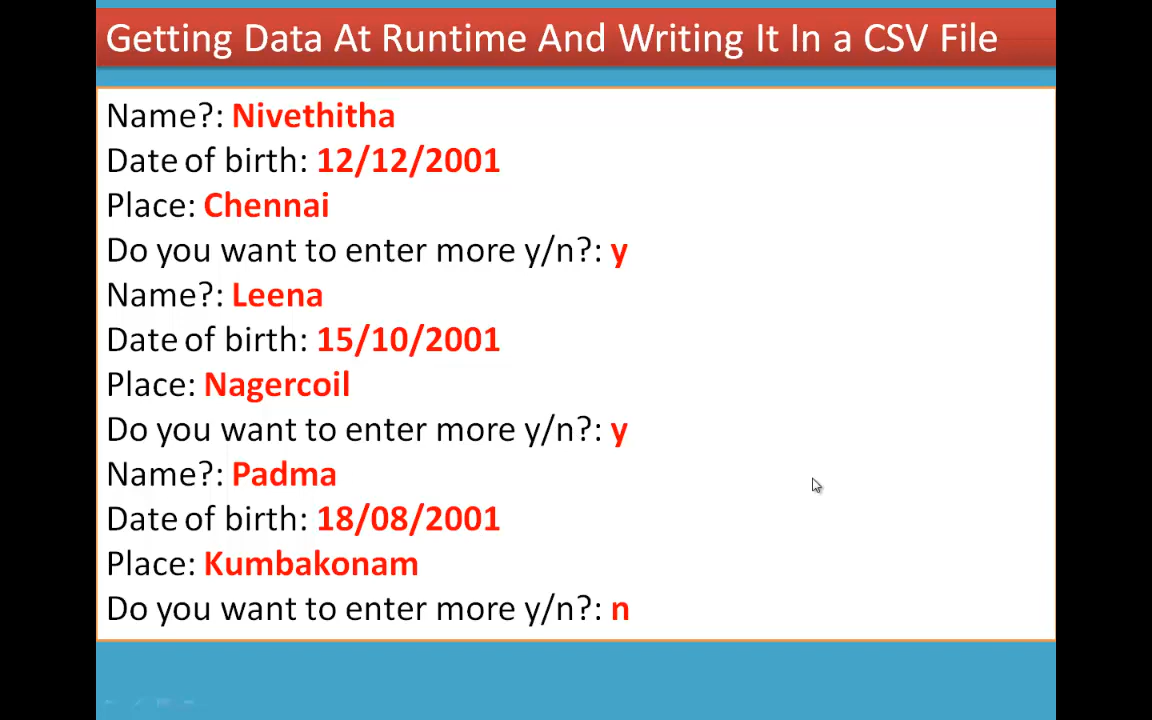 Getting Data At Runtime And Writing It In a CSV File
Name?: Nivethitha
Date of birth: 12/12/2001
Place: Chennai
Do you want to enter more y/n?: y
Name?: Leena
Date of birth: 15/10/2001
Place: Nagercoil
Do you want to enter more y/n?: y
Name?: Padma
Date of birth: 18/08/2001
Place: Kumbakonam
Do you want to enter more y/n?: n